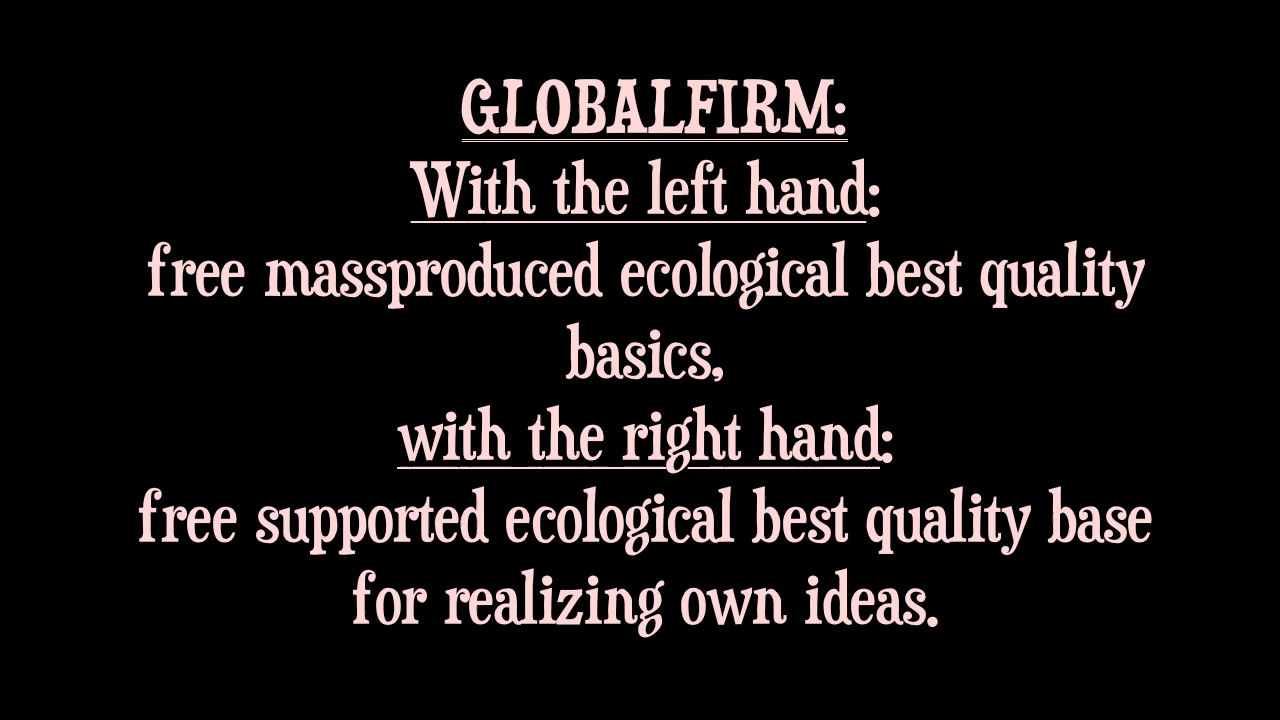 GLOBALFIRM:
With the left hand:
free massproduced ecological best quality
basics,
with the right hand:
free supported ecological best quality base
for realizing own ideas.